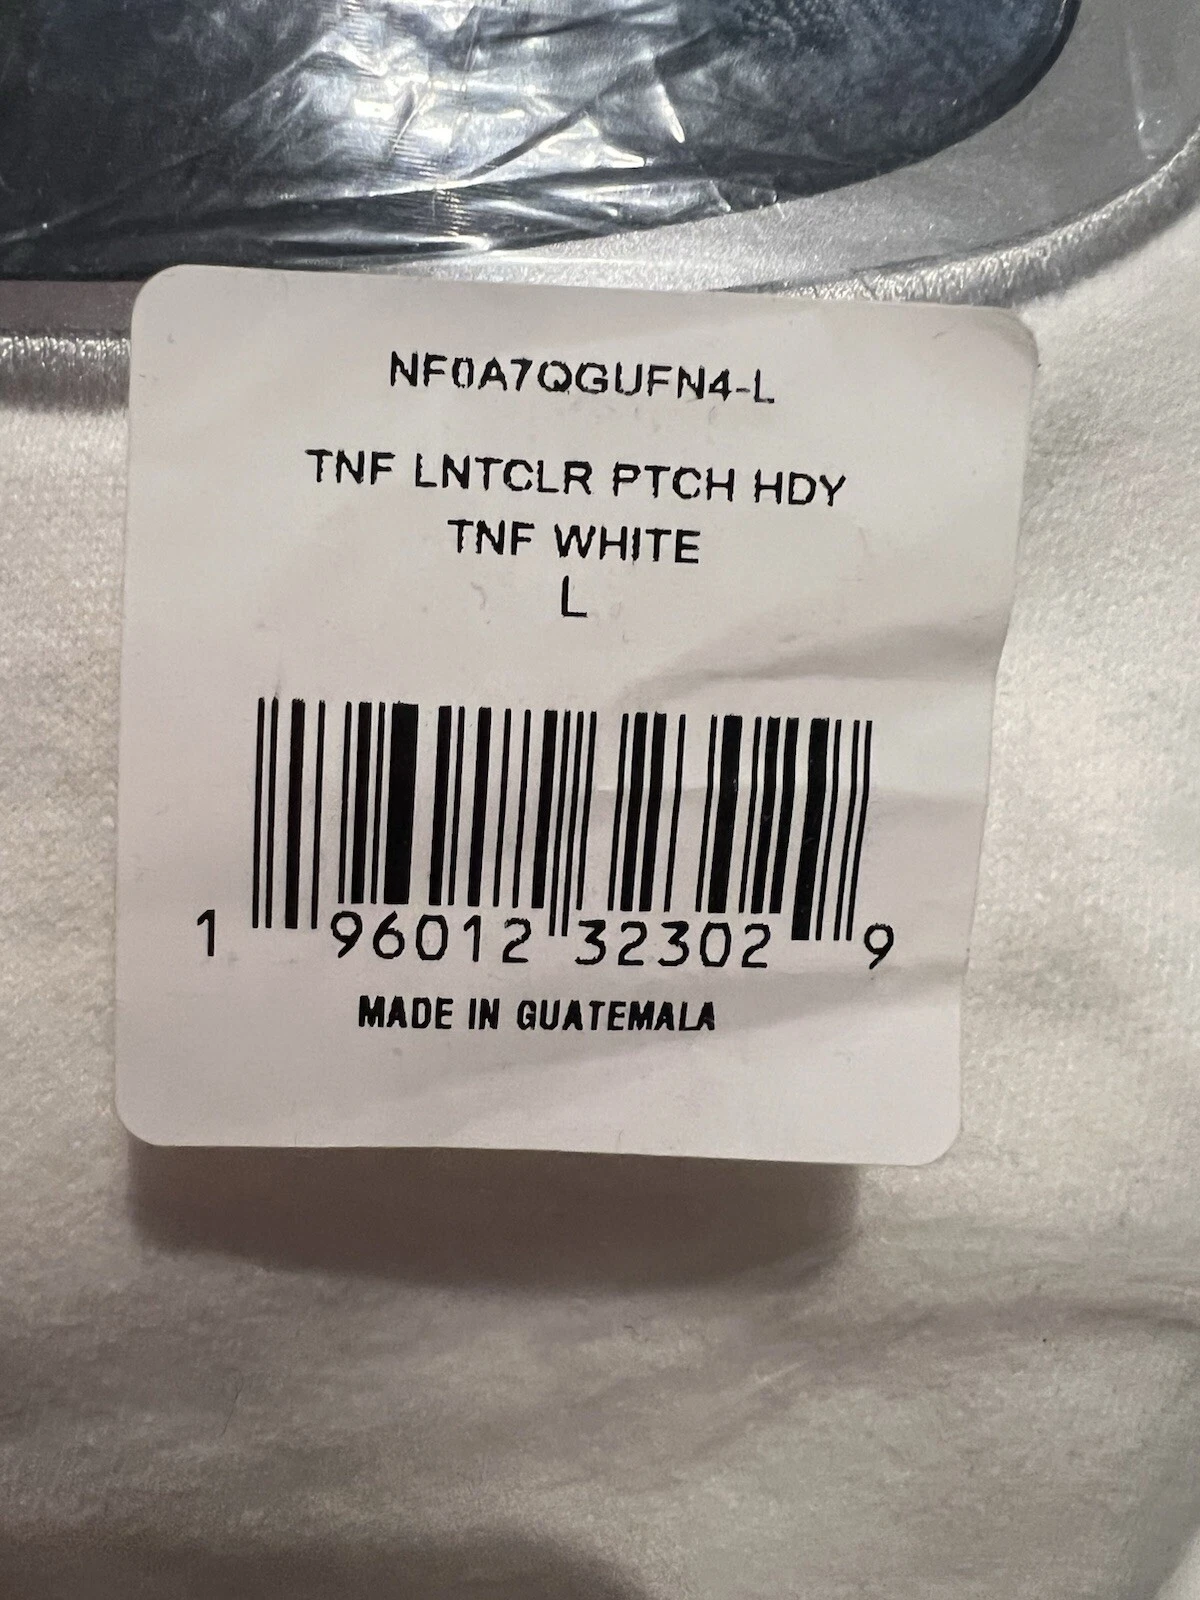 NF0A7QGUFN4-L
TNF LNTCLR PTCH HDY
TNF WHITE
L
1 96012 32302 9
MADE IN GUATEMALA